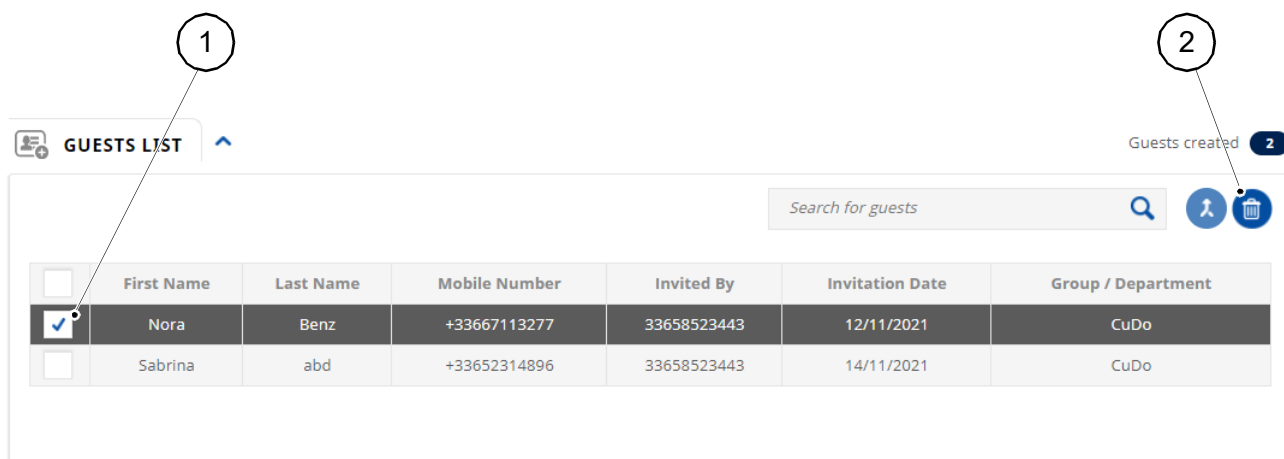 1 2
GUESTS LIST Guests created 2
Search for guests
First Name Last Name Mobile Number Invited By Invitation Date Group / Department
Nora Benz +33667113277 33658523443 12/11/2021 CuDo
Sabrina abd +33652314896 33658523443 14/11/2021 CuDo